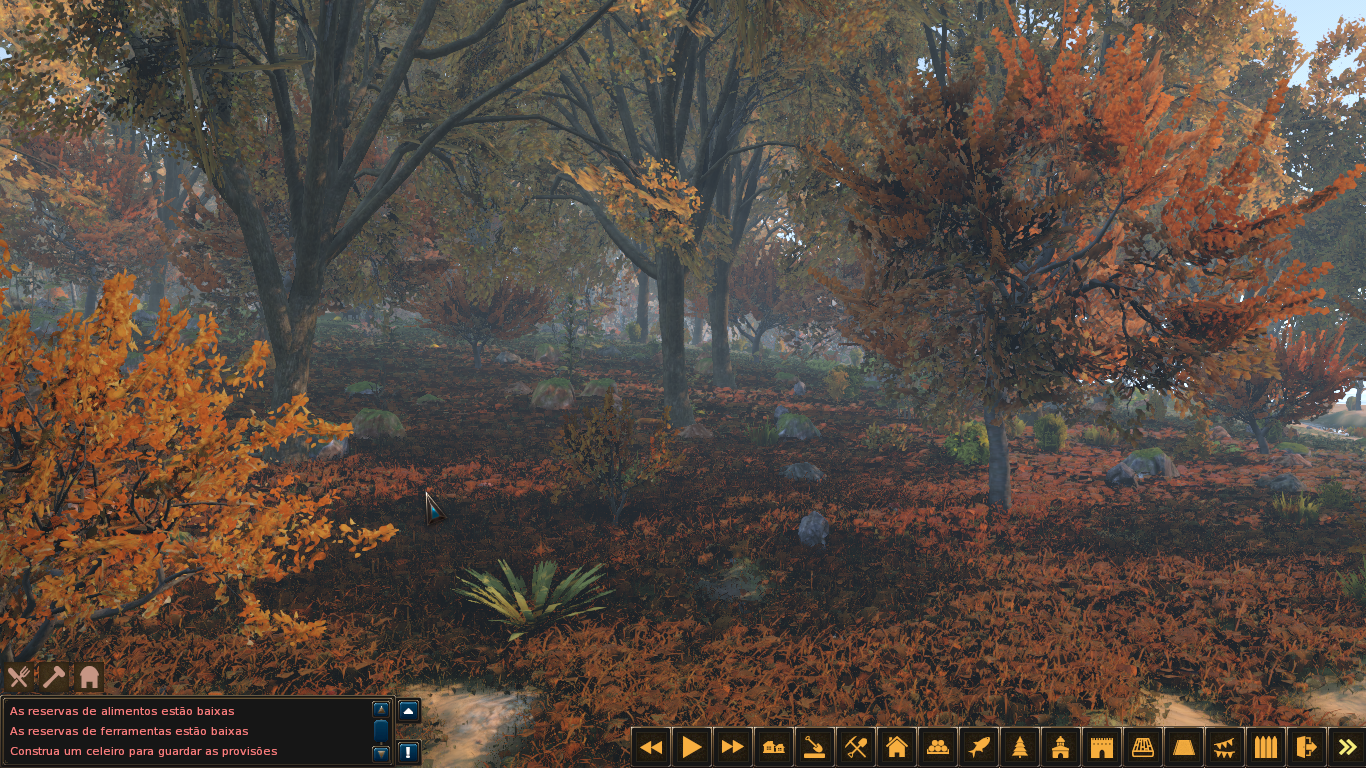 As reservas de alimentos estão baixas
As reservas de ferramentas estão baixas
Construa um celeiro para guardar as provisões